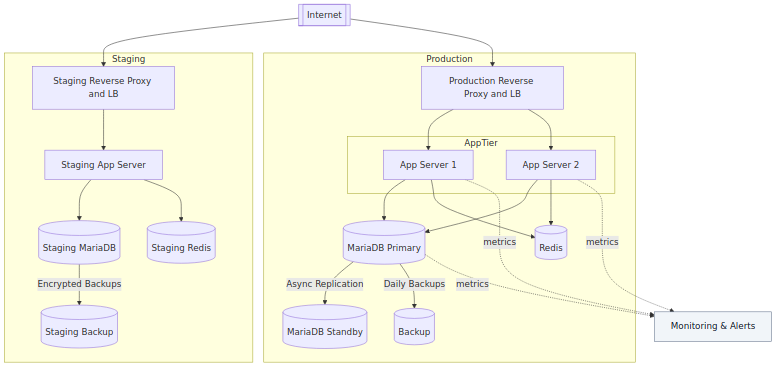 Internet
Staging
Production
Staging Reverse Proxy
and LB
Production Reverse
Proxy and LB
AppTier
Staging App Server
App Server 1
App Server 2
Staging MariaDB
Staging Redis
MariaDB Primary
Redis
metrics
metrics
Encrypted Backups
Async Replication
Daily Backups
metrics
Staging Backup
MariaDB Standby
Backup
Monitoring & Alerts